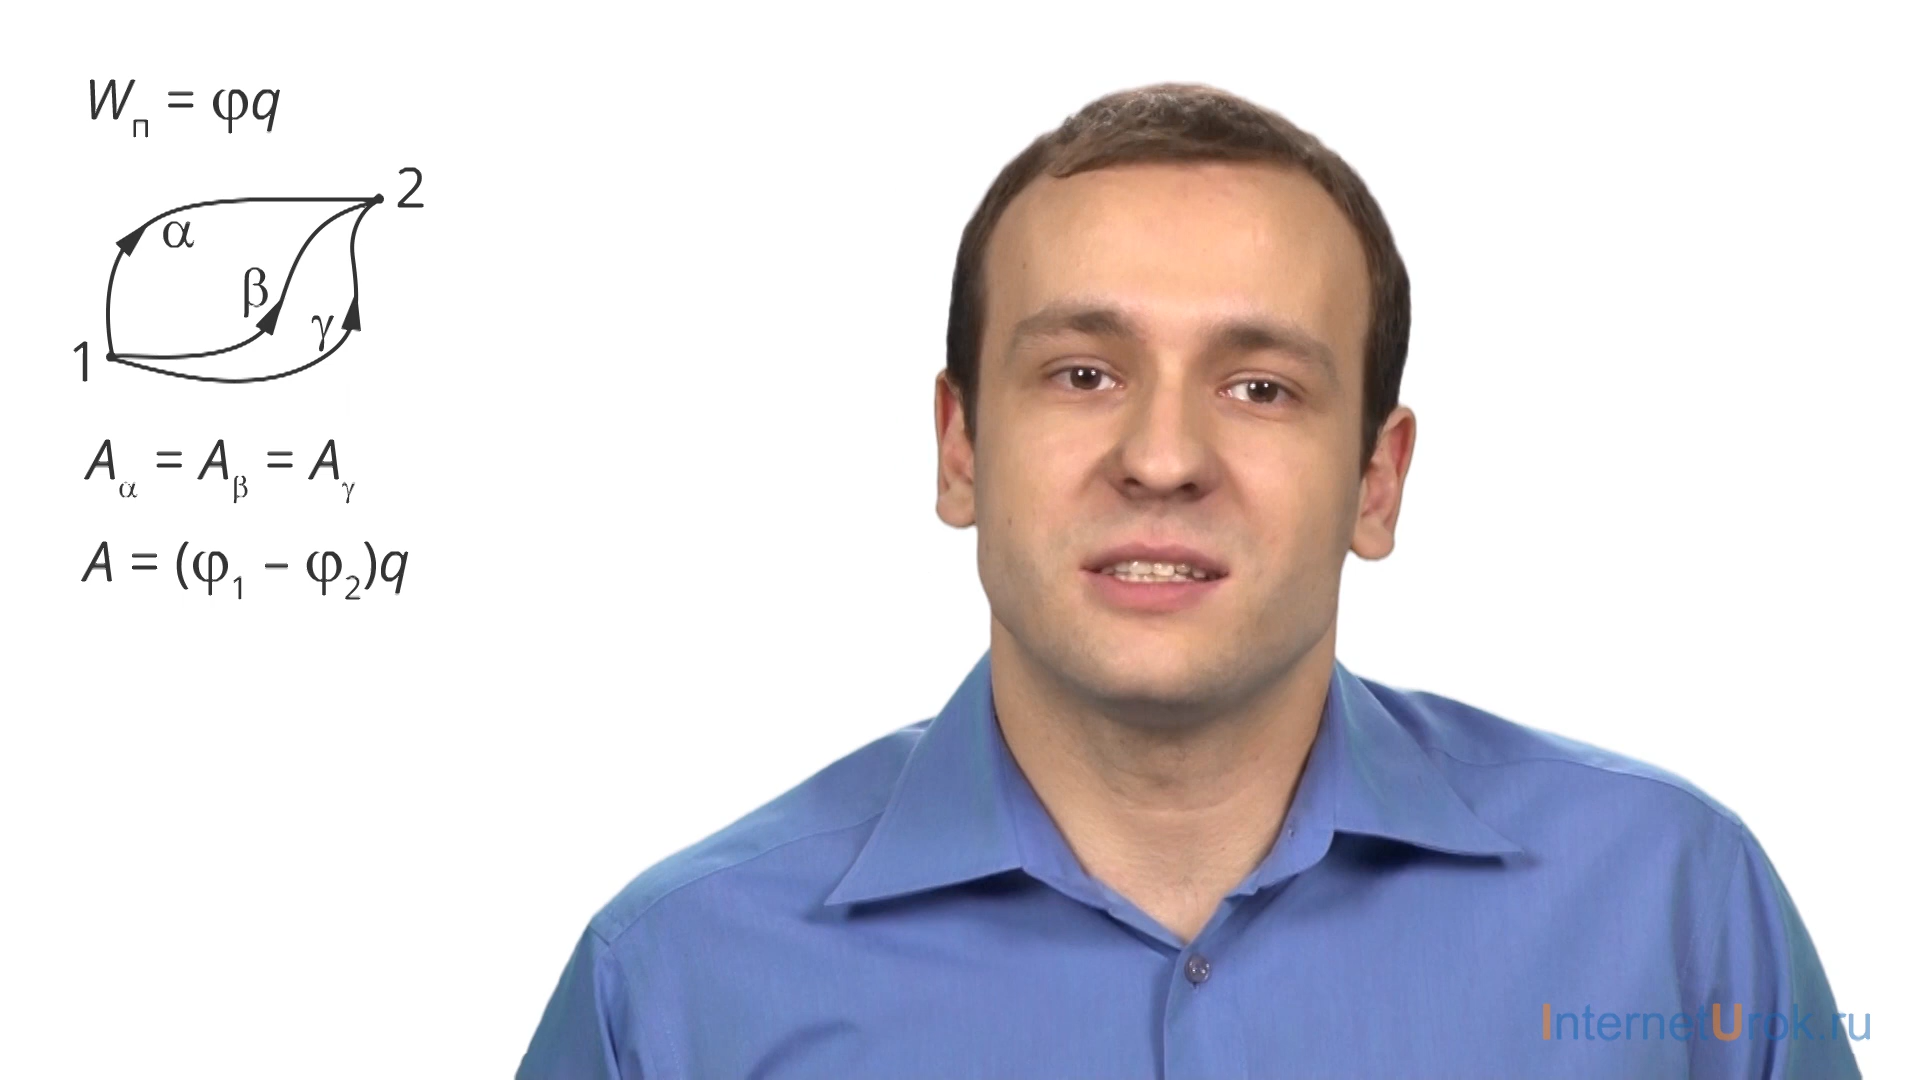 Wп = φq
2
α
β
γ
1
Aα = Aβ = Aγ
A = (φ1 – φ2)q
InternetUrok.ru